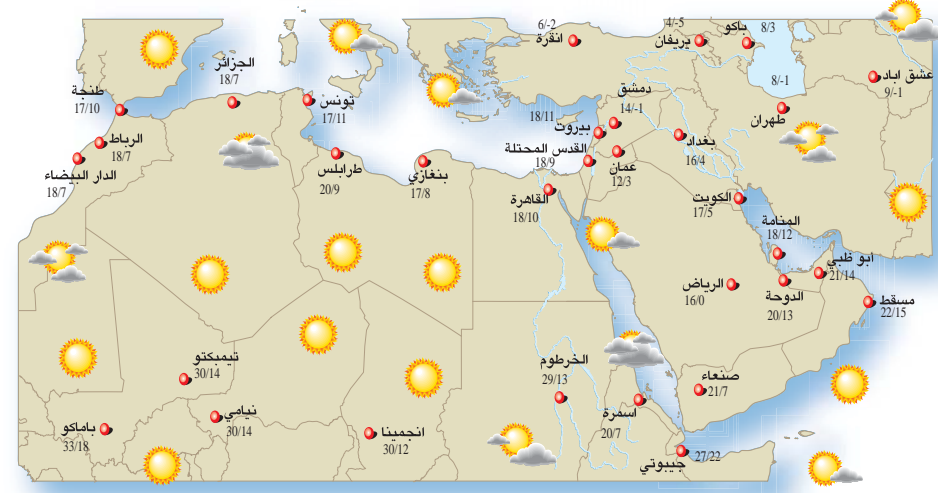 6/-2
انقرة
4/-5
يريفان
باكو
8/3
عشق اباد
9/-1
8/-1
طهران
الجزائر
18/7
طنجة
17/10
تونس
17/11
دمشق
14/-1
18/11
بيروت
بغداد
16/4
الرباط
18/7
القدس المحتلة
18/9
عمان
12/3
الدار البيضاء
18/7
طرابلس
20/9
بنغازي
17/8
القاهرة
18/10
الكويت
17/5
المنامة
18/12
ابو ظبي
21/14
الرياض
16/0
الدوحة
20/13
مسقط
22/15
تيمبكتو
30/14
الخرطوم
29/13
صنعاء
21/7
باماكو
33/18
نيامي
30/14
انجمينا
30/12
اسمرة
20/7
جيبوتي
27/22